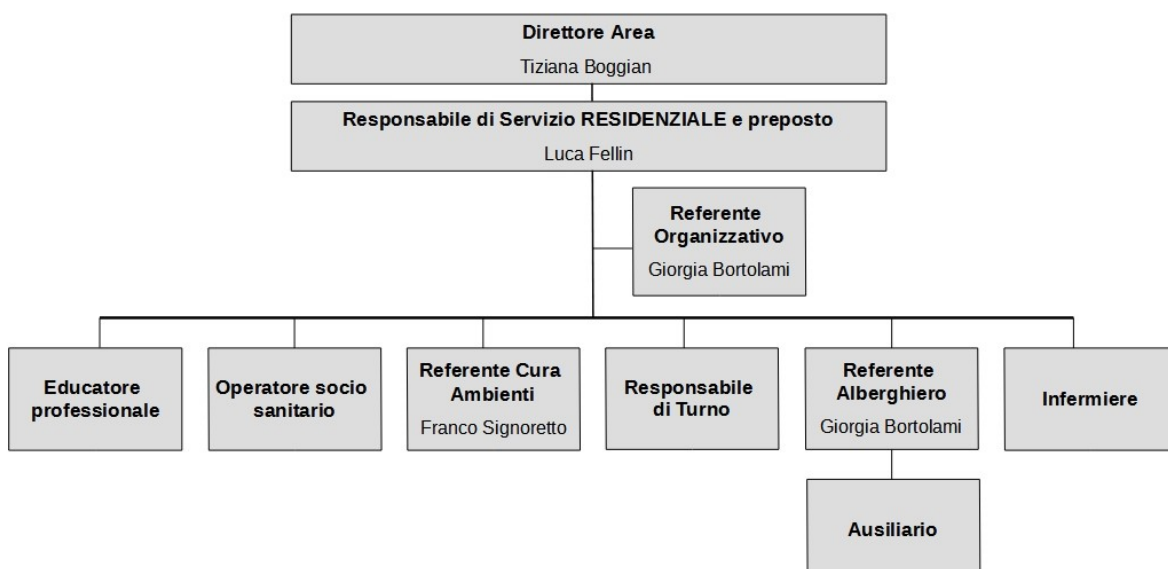 Direttore Area
Tiziana Boggian
Responsabile di Servizio RESIDENZIALE e preposto
Luca Fellin
Referente
Organizzativo
Giorgia Bortolami
Educatore
professionale
Operatore socio
sanitario
Referente Cura
Ambienti
Franco Signoretto
Responsabile
di Turno
Referente
Alberghiero
Giorgia Bortolami
Infermiere
Ausiliario